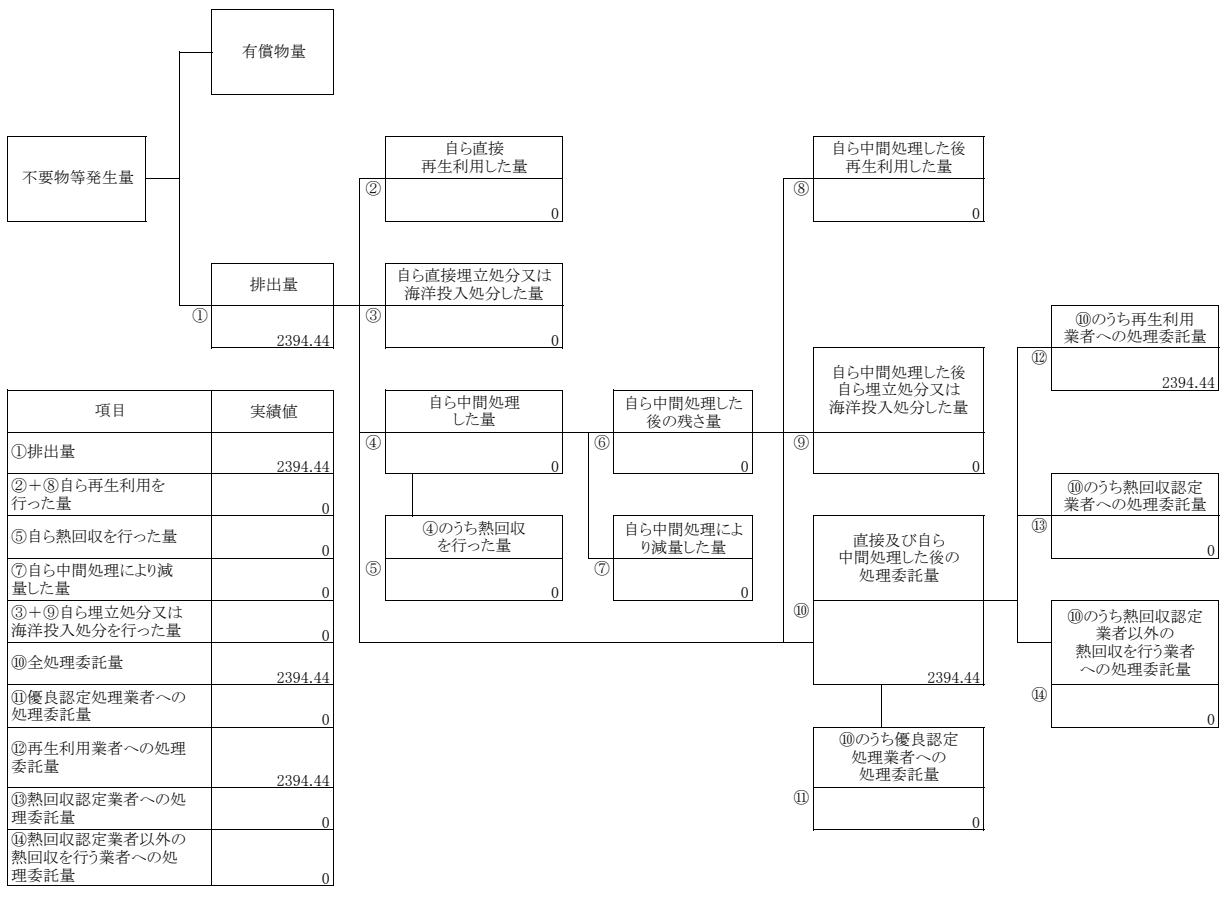 有償物量
不要物等発生量
排出量
①
2394.44
自ら直接
再生利用した量
②
0
自ら直接埋立処分又は
海洋投入処分した量
③
0
自ら中間処理
した量
④
0
④のうち熱回収
を行った量
⑤
0
自ら中間処理した
後の残さ量
⑥
0
自ら中間処理によ
り減量した量
⑦
0
自ら中間処理した後
再生利用した量
⑧
0
自ら中間処理した後
自ら埋立処分又は
海洋投入処分した量
⑨
0
直接及び自ら
中間処理した後の
処理委託量
⑩
2394.44
⑩のうち優良認定
処理業者への
処理委託量
⑪
0
⑩のうち再生利用
業者への処理委託量
⑫
2394.44
⑩のうち熱回収認定
業者への処理委託量
⑬
0
⑩のうち熱回収認定
業者以外の
熱回収を行う業者
への処理委託量
⑭
0
項目 実績値
①排出量
2394.44
②＋⑧自ら再生利用を
行った量
0
⑤自ら熱回収を行った量
0
⑦自ら中間処理により減
量した量
0
③＋⑨自ら埋立処分又は
海洋投入処分を行った量
0
⑩全処理委託量
2394.44
⑪優良認定処理業者への
処理委託量
0
⑫再生利用業者への処理
委託量
2394.44
⑬熱回収認定業者への処
理委託量
0
⑭熱回収認定業者以外の
熱回収を行う業者への処
理委託量
0